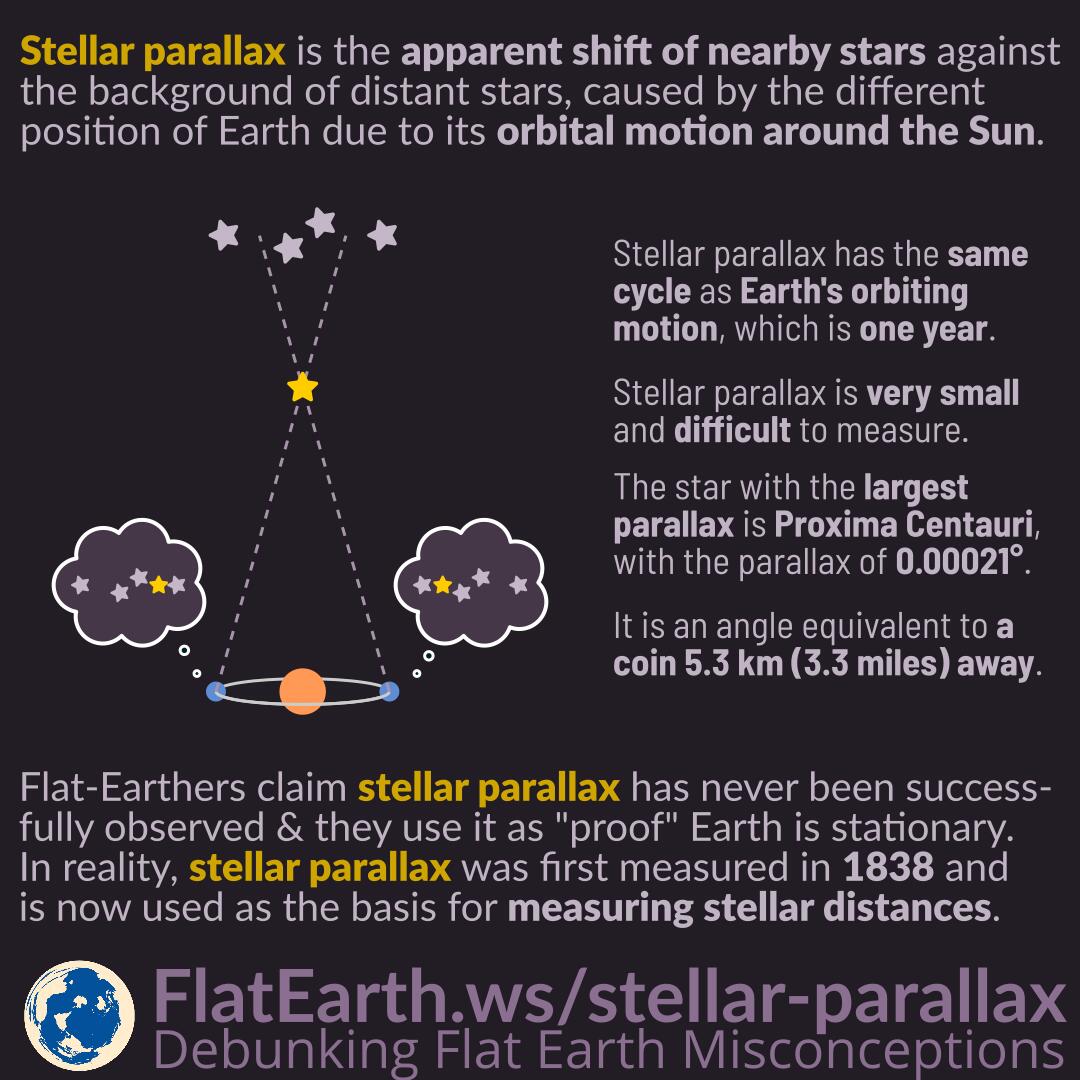 Stellar parallax is the apparent shift of nearby stars against
the background of distant stars, caused by the different
position of Earth due to its orbital motion around the Sun.
Stellar parallax has the same
cycle as Earth's orbiting
motion, which is one year.
Stellar parallax is very small
and difficult to measure.
The star with the largest
parallax is Proxima Centauri,
with the parallax of 0.00021°.
It is an angle equivalent to a
coin 5.3 km (3.3 miles) away.
Flat-Earthers claim stellar parallax has never been success-
fully observed & they use it as "proof" Earth is stationary.
In reality, stellar parallax was first measured in 1838 and
is now used as the basis for measuring stellar distances.
FlatEarth.ws/stellar-parallax
Debunking Flat Earth Misconceptions